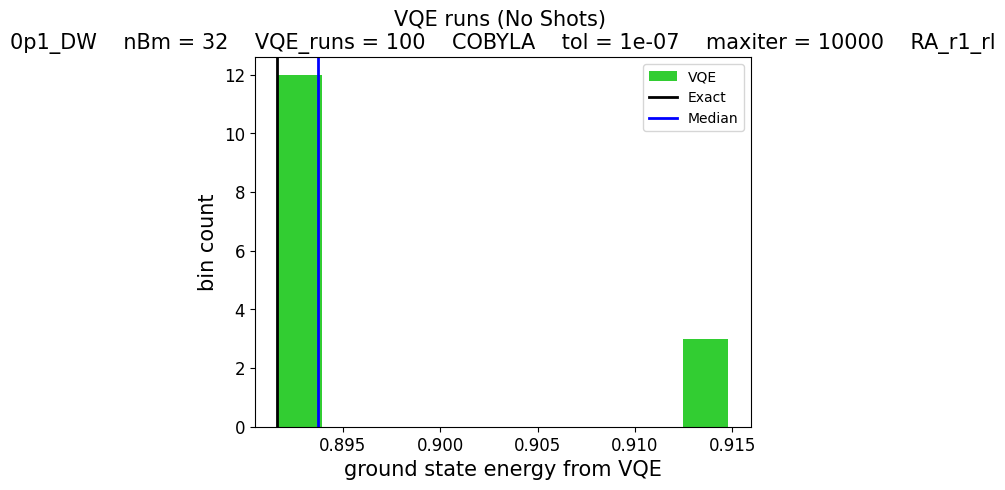 VQE runs (No Shots)
0p1_DW nBm = 32 VQE_runs = 100 COBYLA tol = 1e-07 maxiter = 10000 RA_r1_rl
VQE
Exact
Median
12
10
8
6
4
2
0
bin count
0.895 0.900 0.905 0.910 0.915
ground state energy from VQE